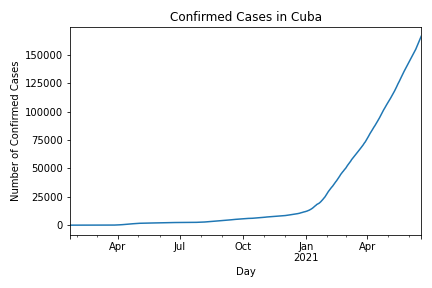 Confirmed Cases in Cuba
Number of Confirmed Cases
150000
125000
100000
75000
50000
25000
0
Apr Jul Oct Jan Apr
2021
Day